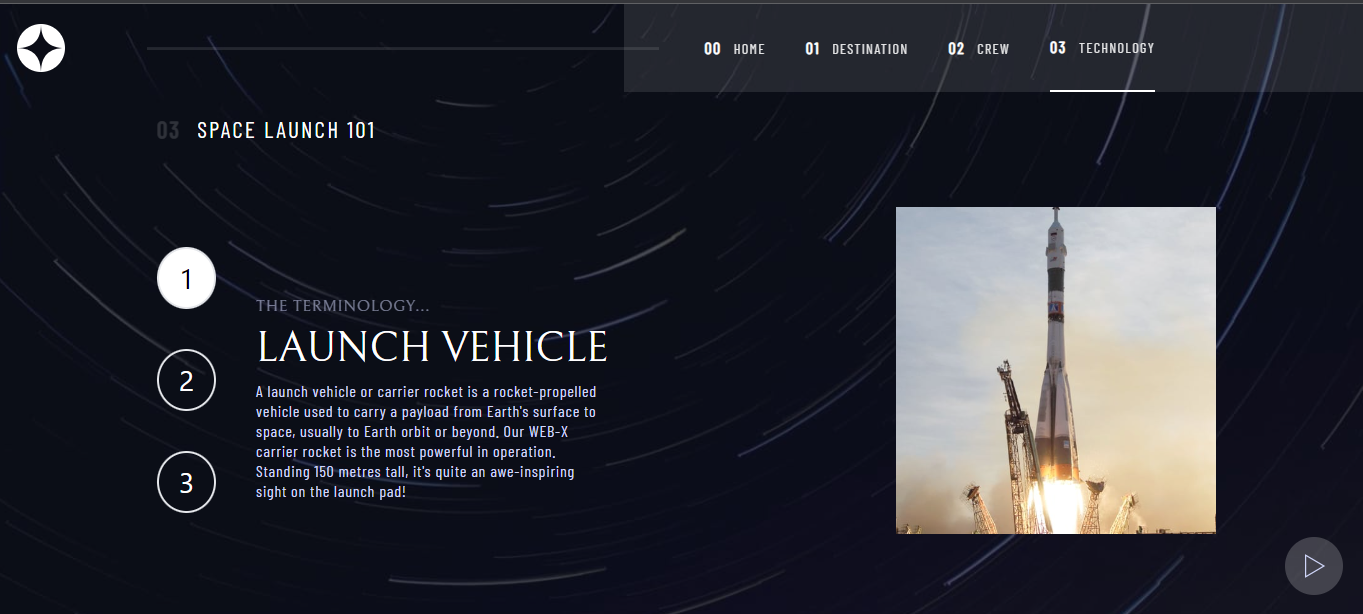 00 HOME 01 DESTINATION 02 CREW 03 TECHNOLOGY
03 SPACE LAUNCH 101
1
THE TERMINOLOGY...
LAUNCH VEHICLE
2
A launch vehicle or carrier rocket is a rocket-propelled
vehicle used to carry a payload from Earth's surface to
space, usually to Earth orbit or beyond. Our WEB-X
carrier rocket is the most powerful in operation.
Standing 150 metres tall, it's quite an awe-inspiring
sight on the launch pad!
3